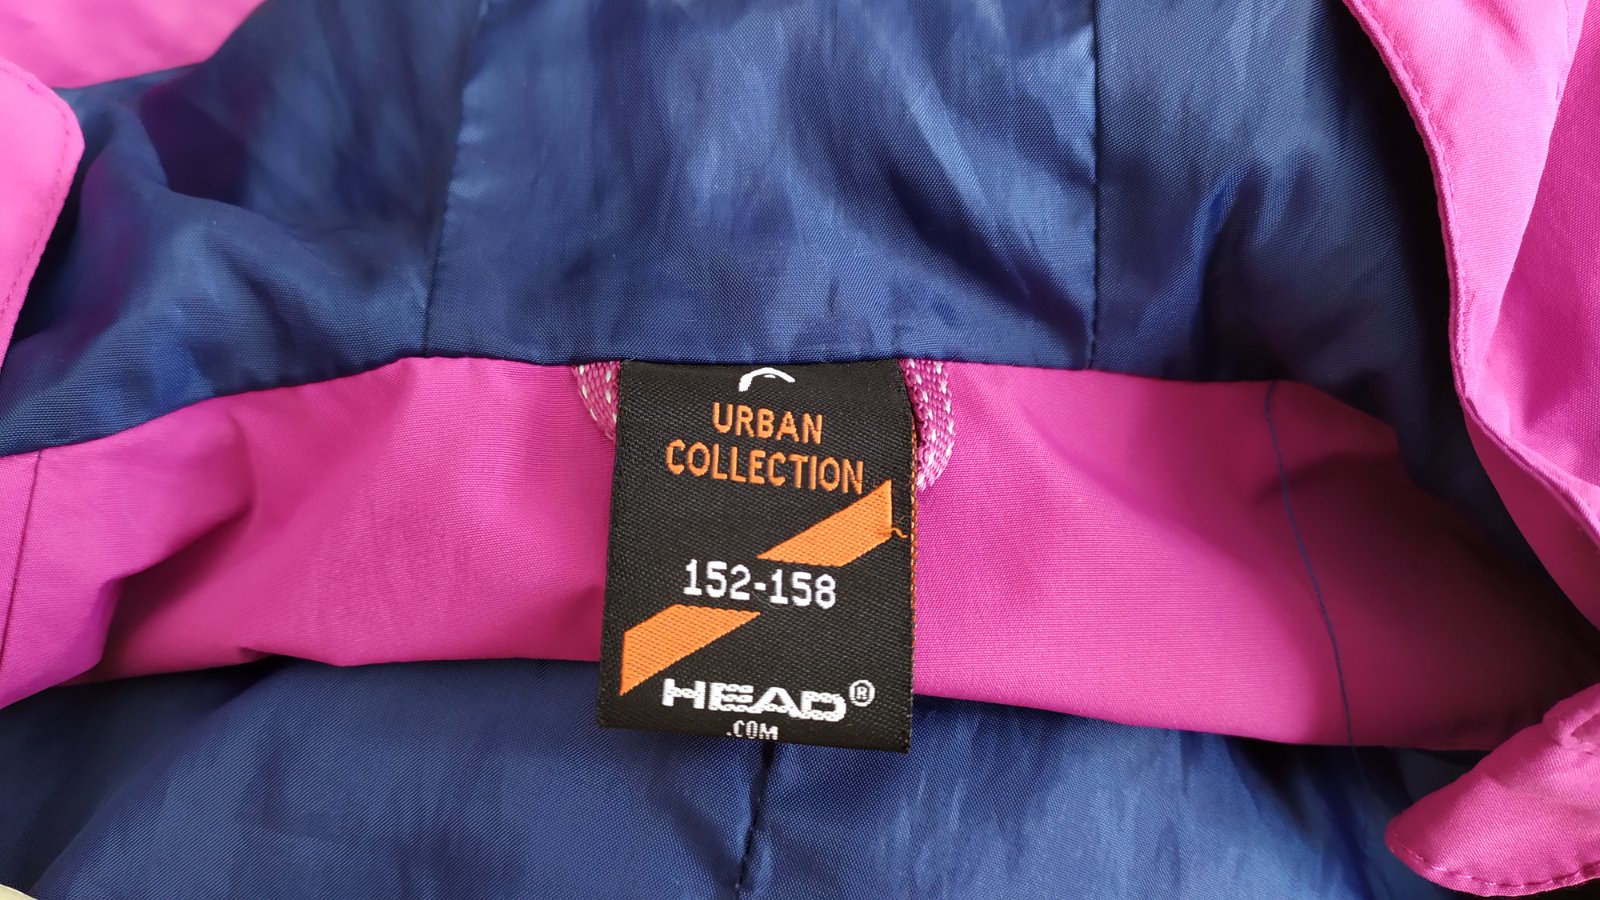 URBAN
COLLECTION
152-158
HEAD®
.COM